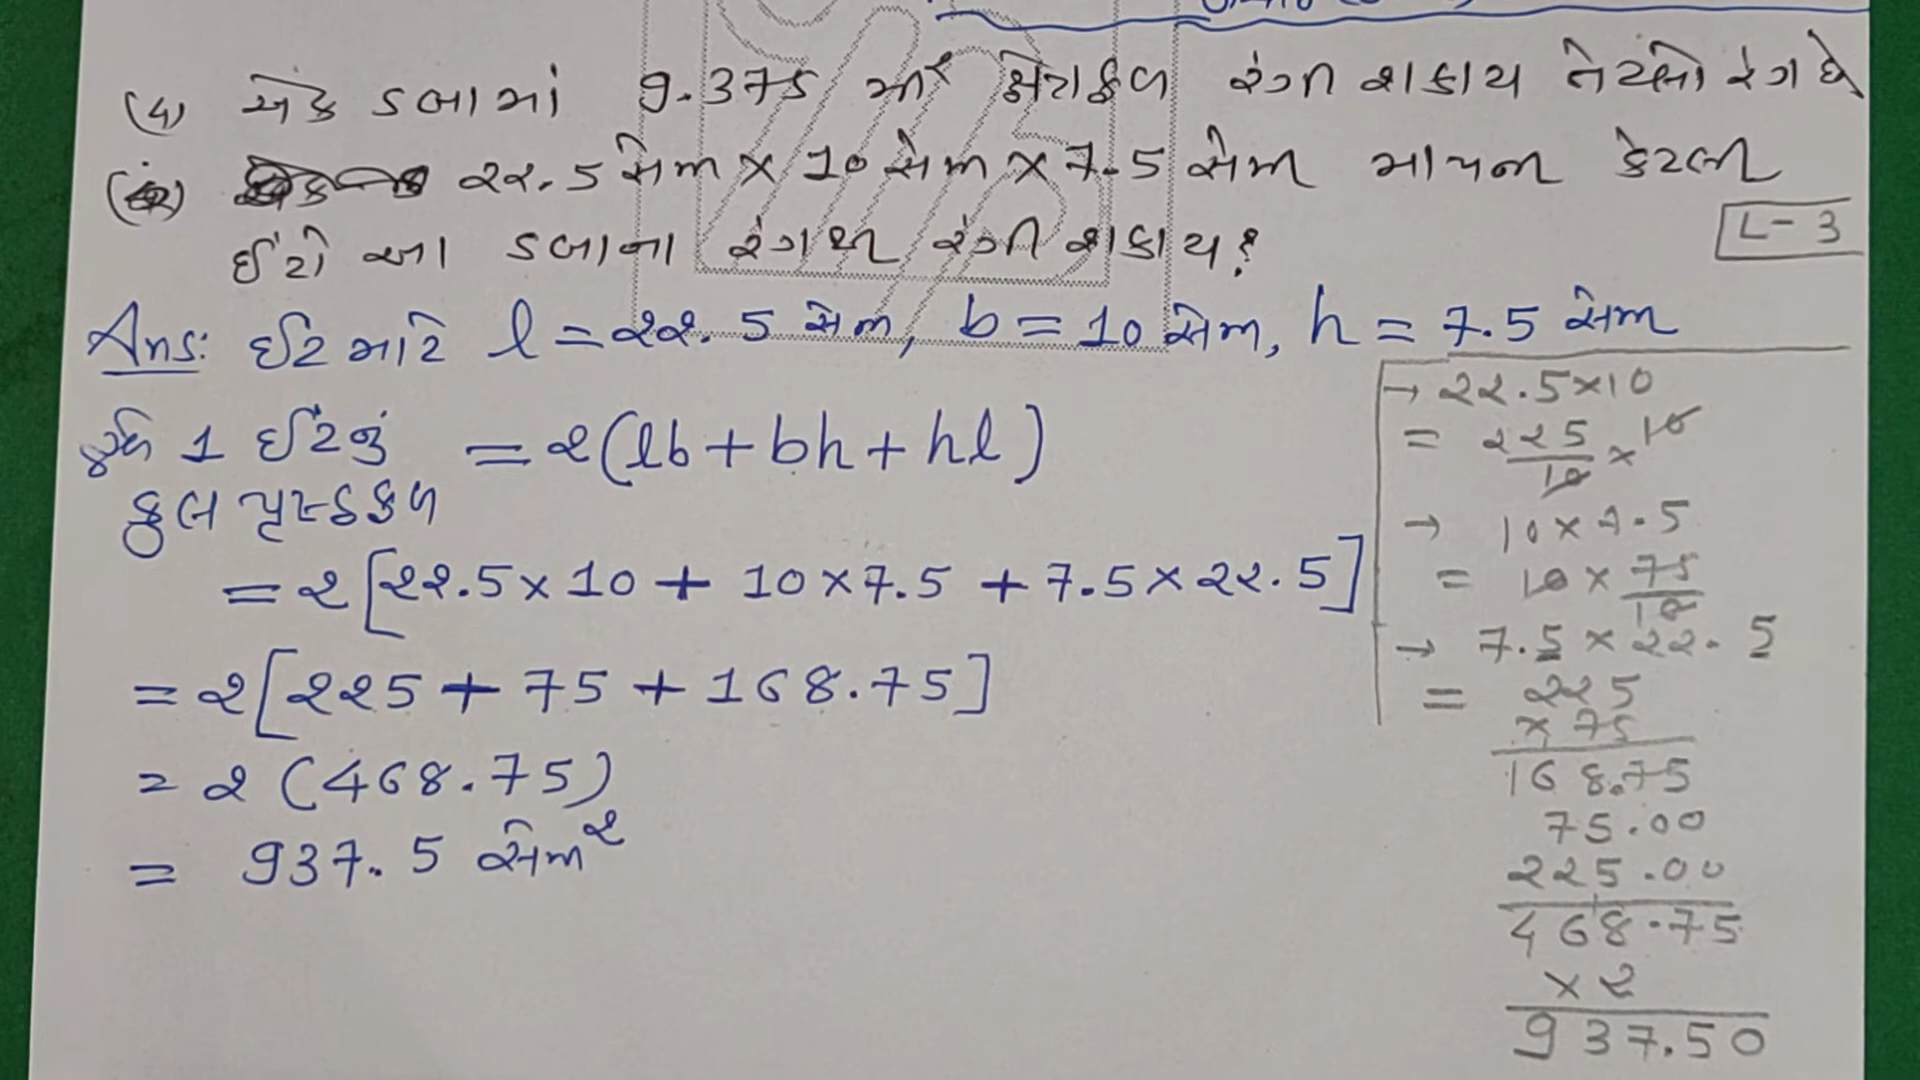 (4) એક ડબામાં 9.375 મી૨ ક્ષેત્રફળ રંગી શકાય તેટલો રંગ છે
22.5 સેમી × 10 સેમી × 7.5 સેમી માપની કેટલી
ઈંટો આ ડબાના રંગથી રંગી શકાય?
L-3
Ans: ઈંટ માટે l = 22.5 સેમી, b = 10 સેમી, h = 7.5 સેમી
1 ઈંટનું = 2(lb + bh + hl)
કુલ પૃષ્ઠફળ
= 2[22.5 × 10 + 10 × 7.5 + 7.5 × 22.5]
= 2[225 + 75 + 168.75]
= 2 (468.75)
= 937.5 સેમી²
→ 22.5 × 10
= 225/10 × 10
→ 10 × 7.5
= 10 × 75/10
→ 7.5 × 22.5
= 225
× 75
168.75
75.00
225.00
468.75
× 2
937.50